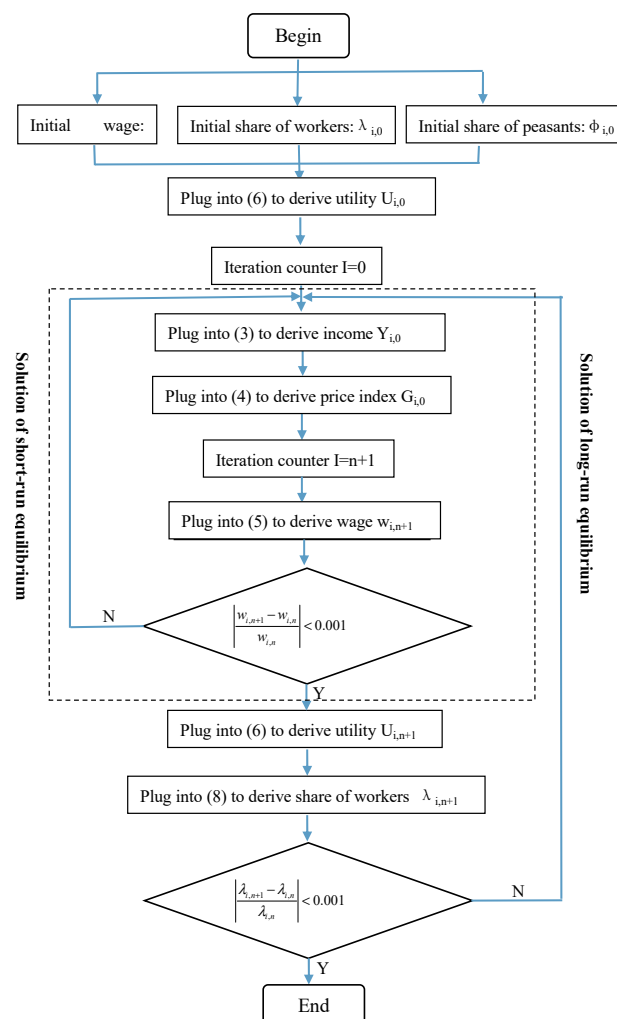 Begin
Initial wage:
Initial share of workers: λ i,0
Initial share of peasants: ϕ i,0
Plug into (6) to derive utility Ui,0
Iteration counter I=0
Plug into (3) to derive income Yi,0
Plug into (4) to derive price index Gi,0
Iteration counter I=n+1
Plug into (5) to derive wage wi,n+1
|(wi,n+1 − wi,n)/wi,n| < 0.001
N
Y
Solution of short-run equilibrium
Plug into (6) to derive utility Ui,n+1
Plug into (8) to derive share of workers λ i,n+1
|(λi,n+1 − λi,n)/λi,n| < 0.001
N
Y
Solution of long-run equilibrium
End